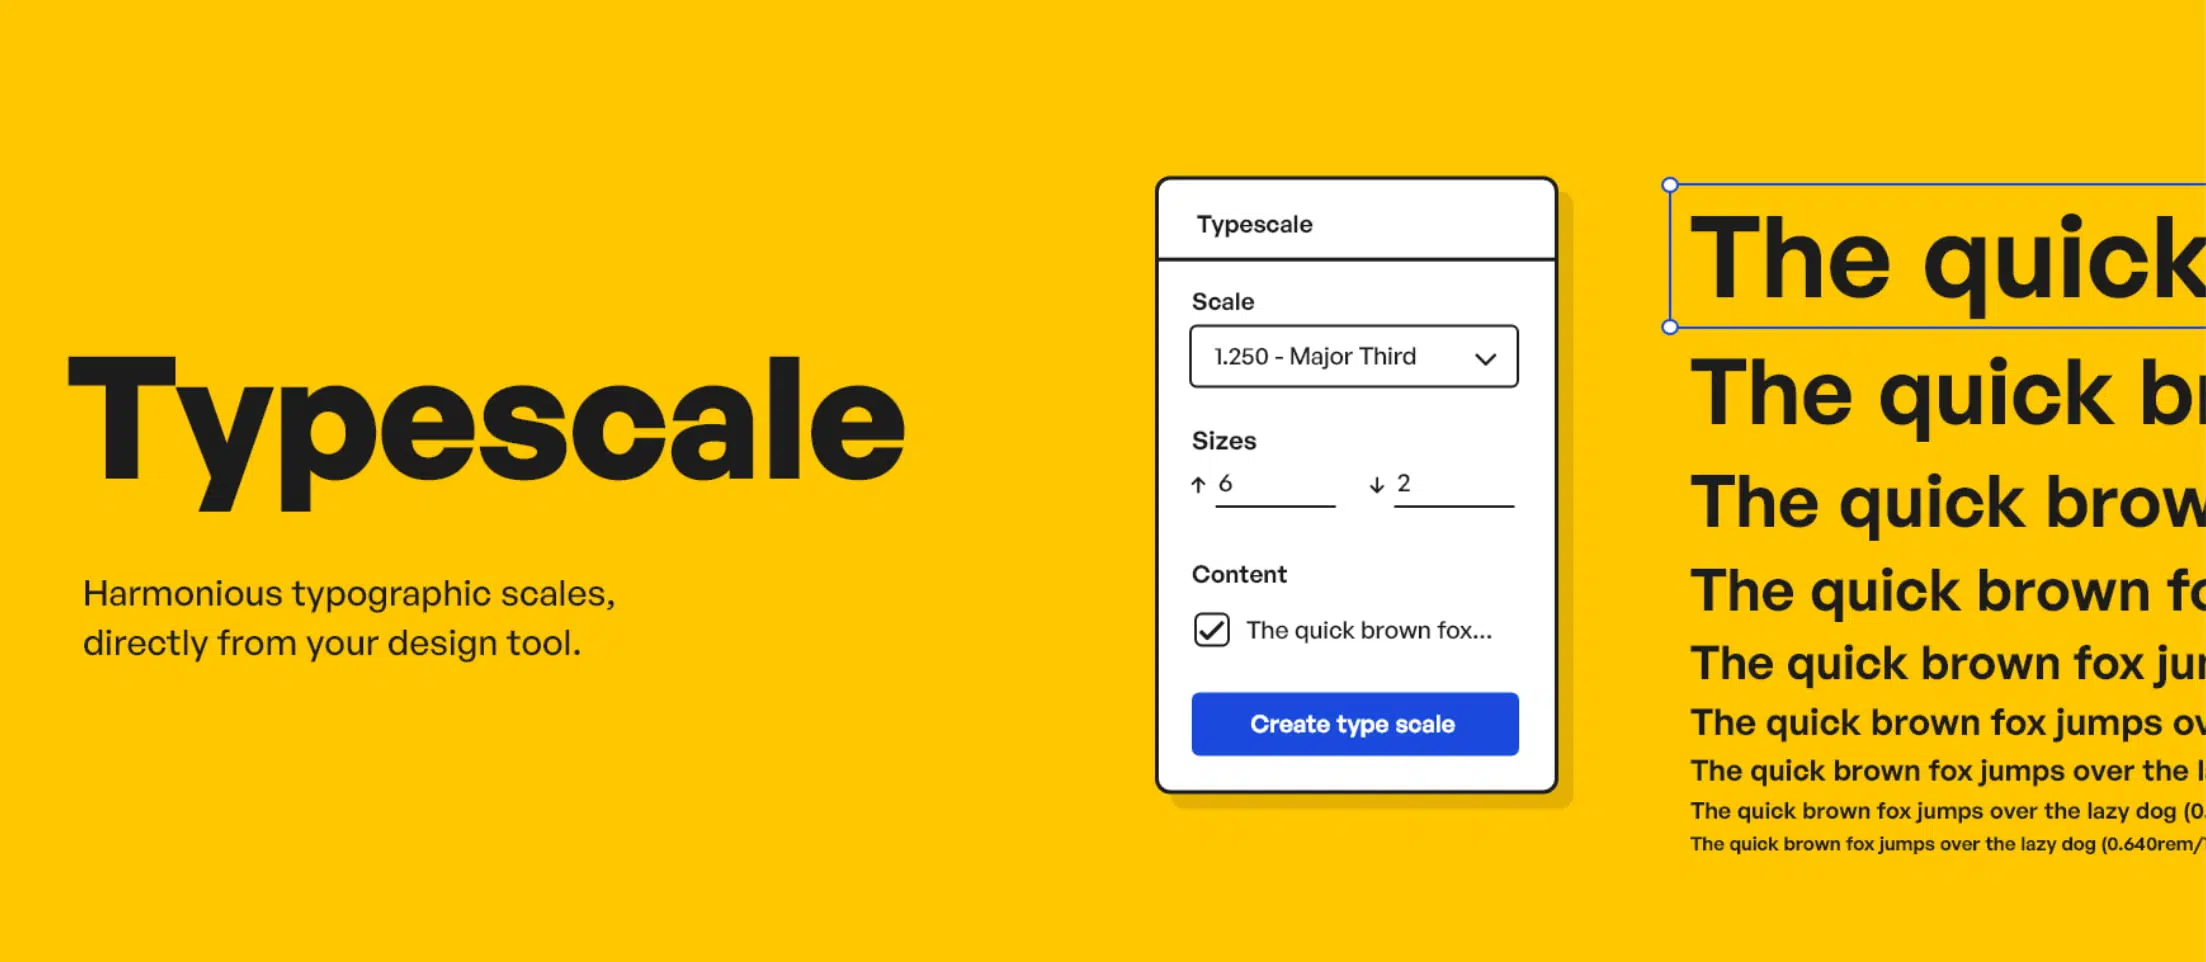 Typescale
Harmonious typographic scales,
directly from your design tool.
Typescale
Scale
1.250 - Major Third
Sizes
↑ 6 ↓ 2
Content
The quick brown fox...
Create type scale
The quick
The quick b
The quick brow
The quick brown fo
The quick brown fox ju
The quick brown fox jumps ov
The quick brown fox jumps over the l
The quick brown fox jumps over the lazy dog (0.
The quick brown fox jumps over the lazy dog (0.640rem/